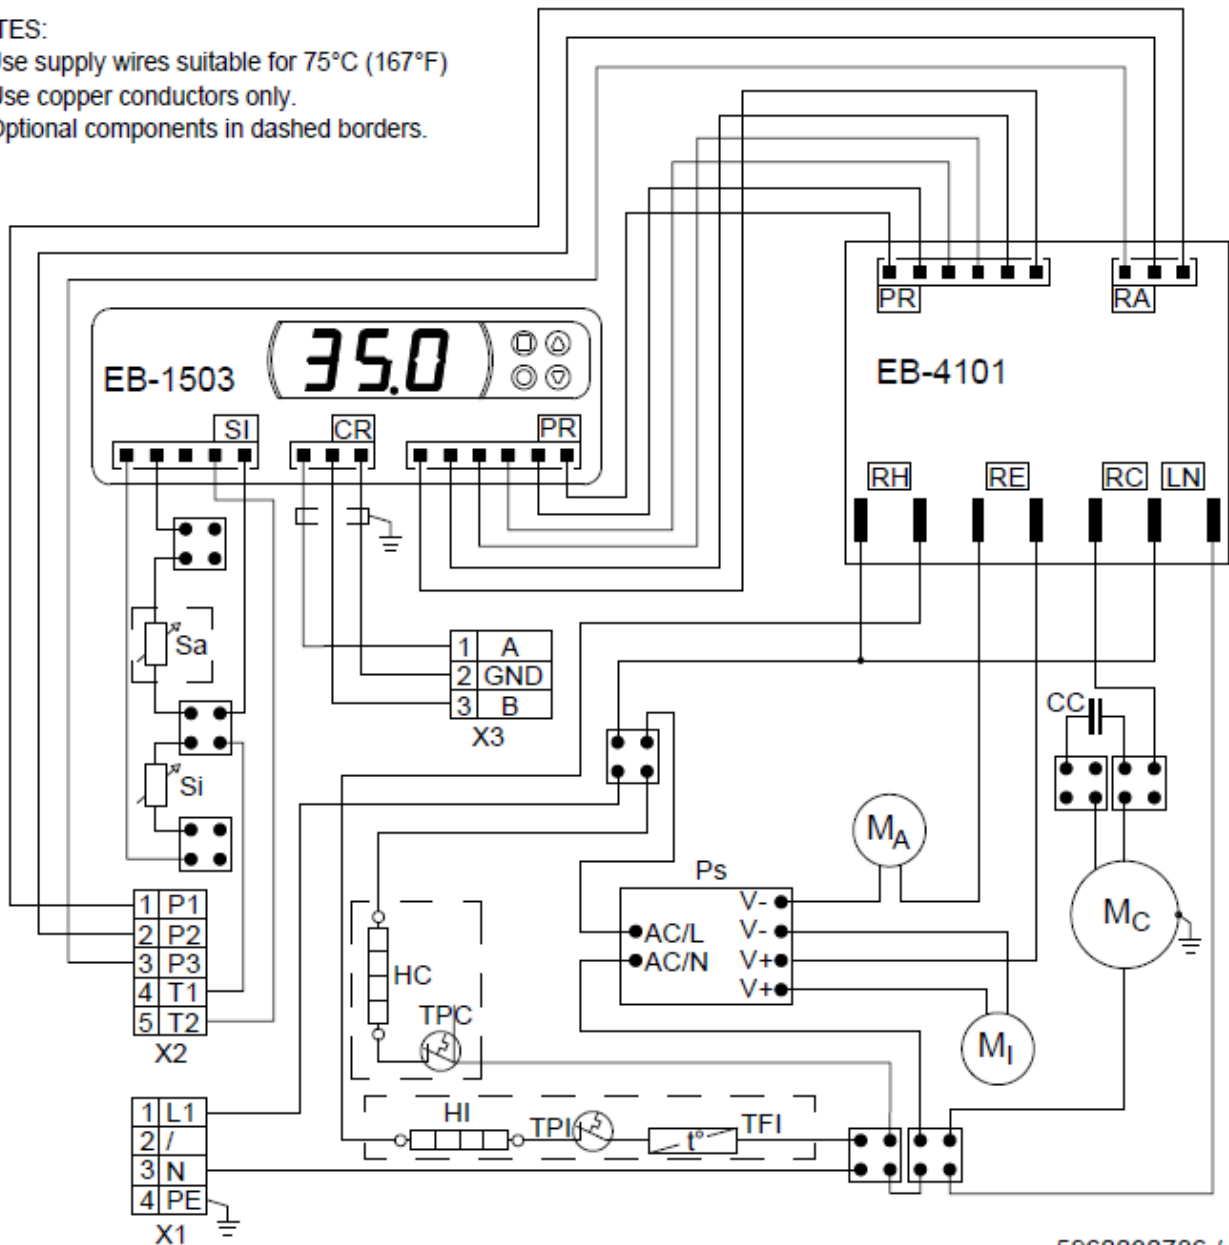 TES:
se supply wires suitable for 75°C (167°F)
se copper conductors only.
ptional components in dashed borders.
PR
RA
EB-4101
EB-1503
35.0
SI
CR
PR
RH
RE
RC
LN
Sa
1 A
2 GND
3 B
X3
CC
Si
MA
Ps
V-
V-
V+
V+
AC/L
AC/N
MC
1 P1
2 P2
3 P3
4 T1
5 T2
X2
HC
TPC
MI
1 L1
2 /
3 N
4 PE
X1
HI
TPI
t°
TFI